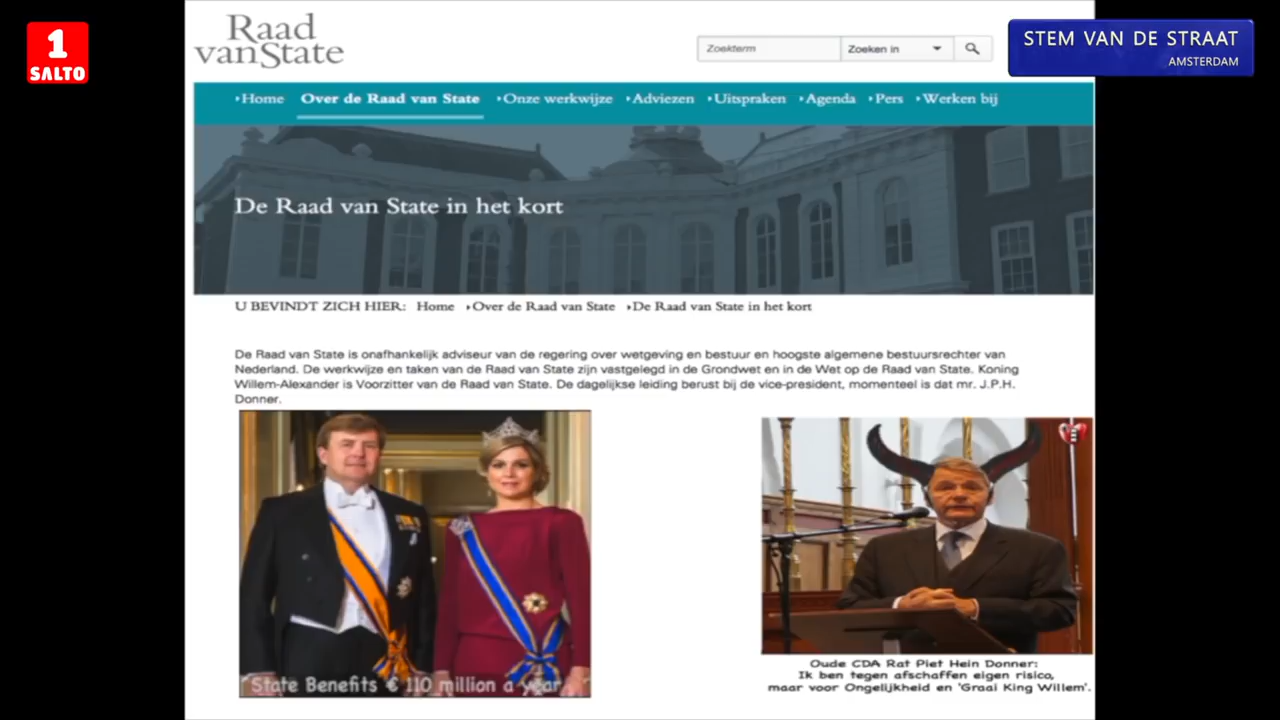 1
SALTO
STEM VAN DE STRAAT
AMSTERDAM
Raad
vanState
Zoekterm
Zoeken in
Home
Over de Raad van State
Onze werkwijze
Adviezen
Uitspraken
Agenda
Pers
Werken bij
De Raad van State in het kort
U BEVINDT ZICH HIER: Home Over de Raad van State De Raad van State in het kort
De Raad van State is onafhankelijk adviseur van de regering over wetgeving en bestuur en hoogste algemene bestuursrechter van
Nederland. De werkwijze en taken van de Raad van State zijn vastgelegd in de Grondwet en in de Wet op de Raad van State. Koning
Willem-Alexander is Voorzitter van de Raad van State. De dagelijkse leiding berust bij de vice-president, momenteel is dat mr. J.P.H.
Donner.
State Benefits € 110 million a year
Oude CDA Rat Piet Hein Donner:
Ik ben tegen afschaffen eigen risico,
maar voor Ongelijkheid en 'Graai King Willem'.